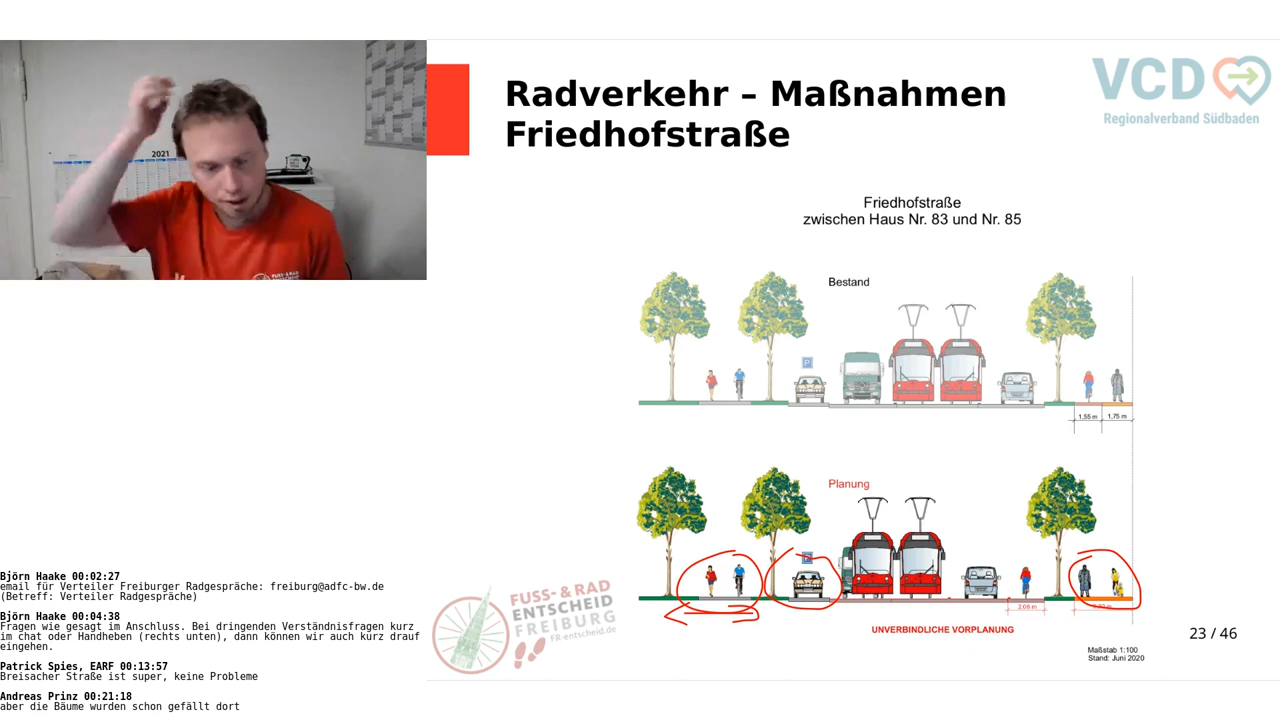 2021
Radverkehr – Maßnahmen
Friedhofstraße
VCD
Regionalverband Südbaden
Friedhofstraße
zwischen Haus Nr. 83 und Nr. 85
Bestand
P
1,55 m
1,75 m
Planung
2,06 m
UNVERBINDLICHE VORPLANUNG
Maßstab 1:100
Stand: Juni 2020
FUSS- & RAD
ENTSCHEID
FREIBURG
FR-entscheid.de
23 / 46
FUSS- & RAD
Björn Haake 00:02:27
email für Verteiler Freiburger Radgespräche: freiburg@adfc-bw.de
(Betreff: Verteiler Radgespräche)
Björn Haake 00:04:38
Fragen wie gesagt im Anschluss. Bei dringenden Verständnisfragen kurz
im chat oder Handheben (rechts unten), dann können wir auch kurz drauf
eingehen.
Patrick Spies, EARF 00:13:57
Breisacher Straße ist super, keine Probleme
Andreas Prinz 00:21:18
aber die Bäume wurden schon gefällt dort